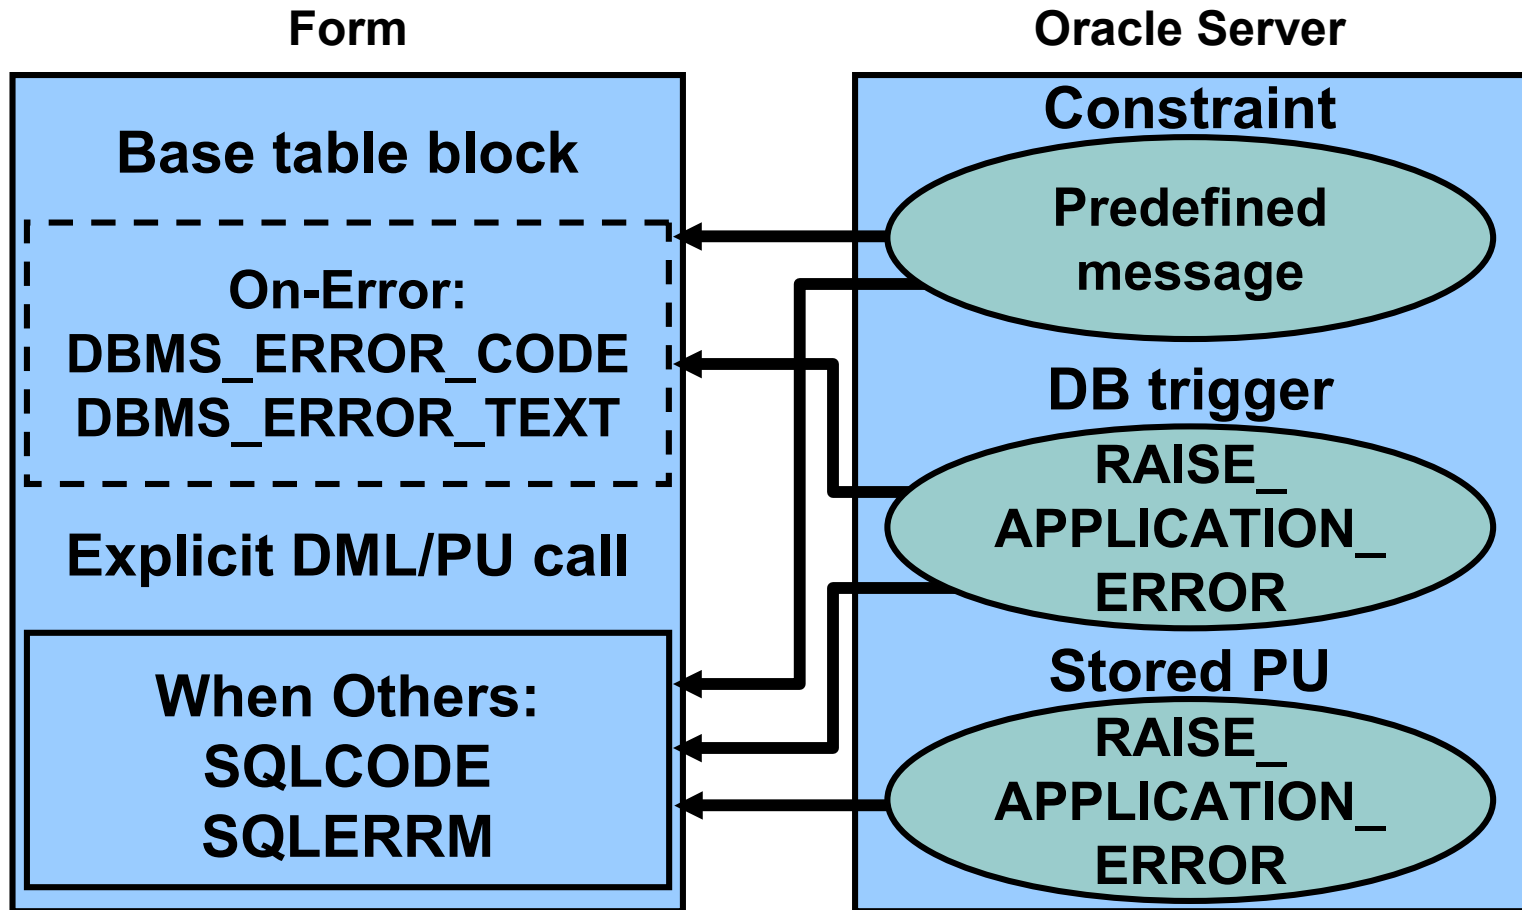 Form
Base table block
On-Error:
DBMS_ERROR_CODE
DBMS_ERROR_TEXT
Explicit DML/PU call
When Others:
SQLCODE
SQLERRM
Oracle Server
Constraint
Predefined
message
DB trigger
RAISE_
APPLICATION_
ERROR
Stored PU
RAISE_
APPLICATION_
ERROR